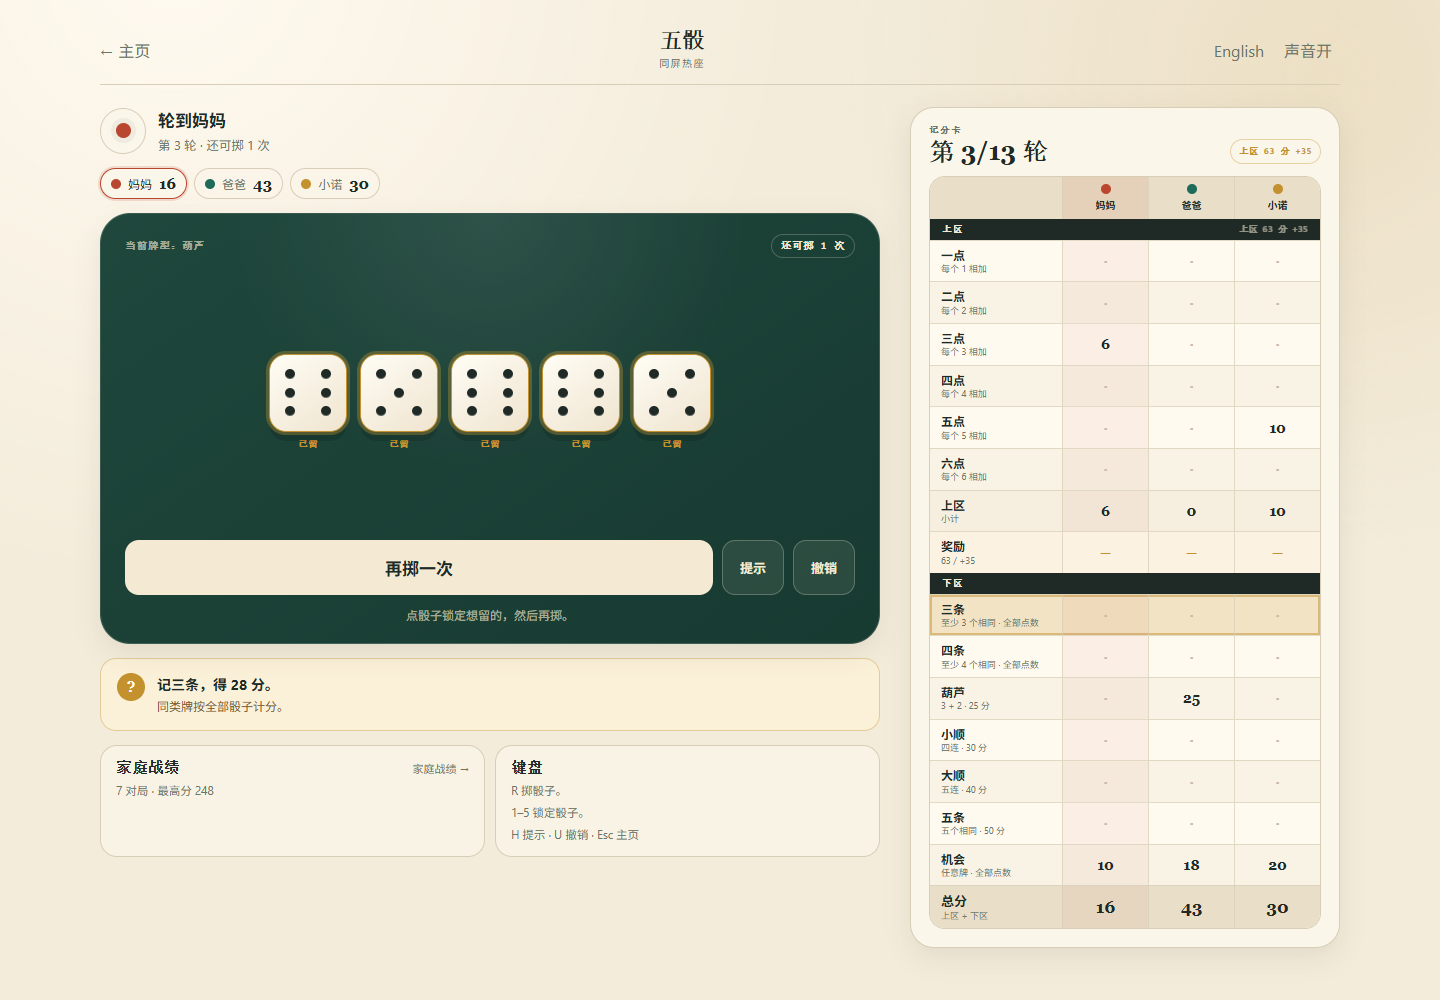 ← 主页
五骰
同屏热座
English 声音开
轮到妈妈
第 3 轮 · 还可掷 1 次
妈妈 16 爸爸 43 小诺 30
当前牌型：葫芦
还可掷 1 次
已留 已留 已留 已留 已留
再掷一次 提示 撤销
点骰子锁定想留的，然后再掷。
?
记三条，得 28 分。
同类牌按全部骰子计分。
家庭战绩 家庭战绩 →
7 对局 · 最高分 248
键盘
R 掷骰子。
1–5 锁定骰子。
H 提示 · U 撤销 · Esc 主页
记分卡
第 3/13 轮
上区 63 分 +35
妈妈 爸爸 小诺
上区 上区 63 分 +35
一点 - - -
每个 1 相加
二点 - - -
每个 2 相加
三点 6 - -
每个 3 相加
四点 - - -
每个 4 相加
五点 - - 10
每个 5 相加
六点 - - -
每个 6 相加
上区 6 0 10
小计
奖励 — — —
63 / +35
下区
三条 - - -
至少 3 个相同 · 全部点数
四条 - - -
至少 4 个相同 · 全部点数
葫芦 - 25 -
3 + 2 · 25 分
小顺 - - -
四连 · 30 分
大顺 - - -
五连 · 40 分
五条 - - -
五个相同 · 50 分
机会 10 18 20
任意牌 · 全部点数
总分 16 43 30
上区 + 下区